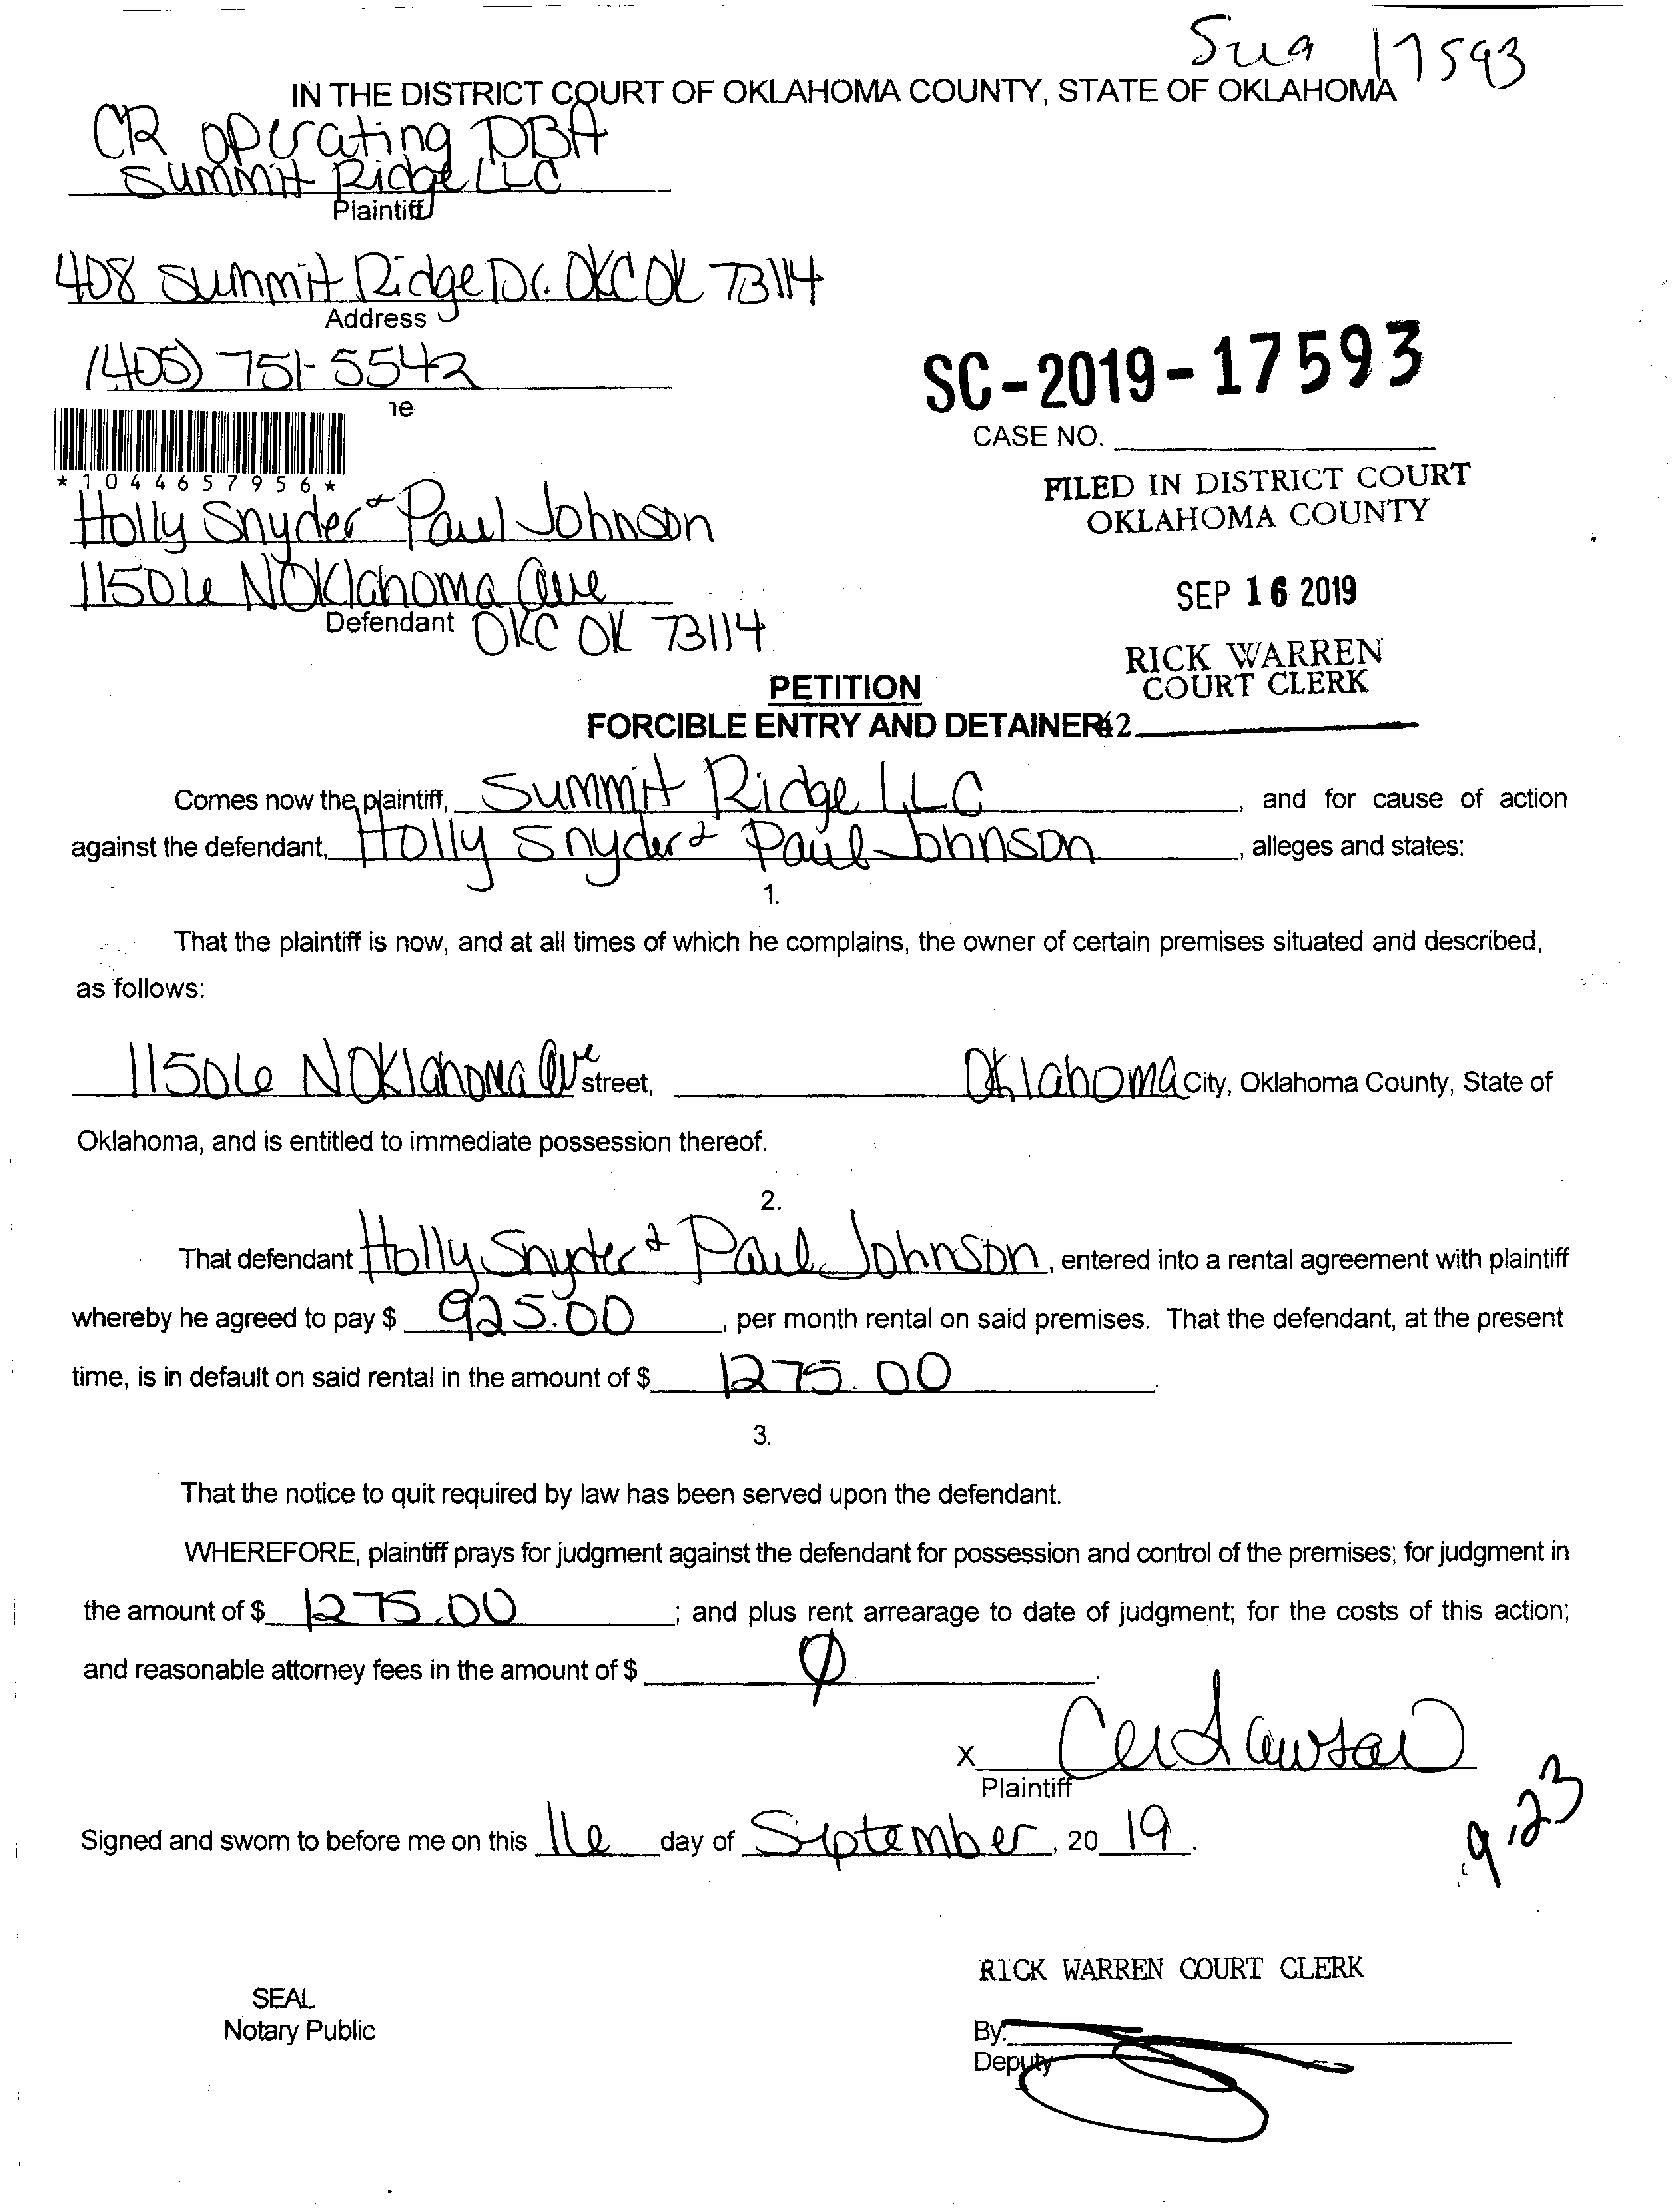 Sua 17593
IN THE DISTRICT COURT OF OKLAHOMA COUNTY, STATE OF OKLAHOMA
CR operating DBA
Summit Ridge LLC
Plaintiff
408 Summit Ridge Dr. OKC OK 73114
Address
(405) 751-5542
ne
SC-2019-17593
CASE NO.
*1044657956*
FILED IN DISTRICT COURT
OKLAHOMA COUNTY
Holly Snyder & Paul Johnson
11506 N Oklahoma Ave
Defendant OKC OK 73114
SEP 16 2019
RICK WARREN
COURT CLERK
PETITION
FORCIBLE ENTRY AND DETAINER 42
Comes now the plaintiff, Summit Ridge LLC, and for cause of action
against the defendant, Holly Snyder & Paul Johnson, alleges and states:
1.
That the plaintiff is now, and at all times of which he complains, the owner of certain premises situated and described,
as follows:
11506 N Oklahoma Ave street, Oklahoma City, Oklahoma County, State of
Oklahoma, and is entitled to immediate possession thereof.
2.
That defendant Holly Snyder & Paul Johnson, entered into a rental agreement with plaintiff
whereby he agreed to pay $ 925.00, per month rental on said premises. That the defendant, at the present
time, is in default on said rental in the amount of $ 1275.00.
3.
That the notice to quit required by law has been served upon the defendant.
WHEREFORE, plaintiff prays for judgment against the defendant for possession and control of the premises; for judgment in
the amount of $ 1275.00; and plus rent arrearage to date of judgment; for the costs of this action;
and reasonable attorney fees in the amount of $ 0.
X
Plaintiff
9.23
Signed and sworn to before me on this 16 day of September, 20 19.
RICK WARREN COURT CLERK
SEAL
Notary Public
By:
Deputy